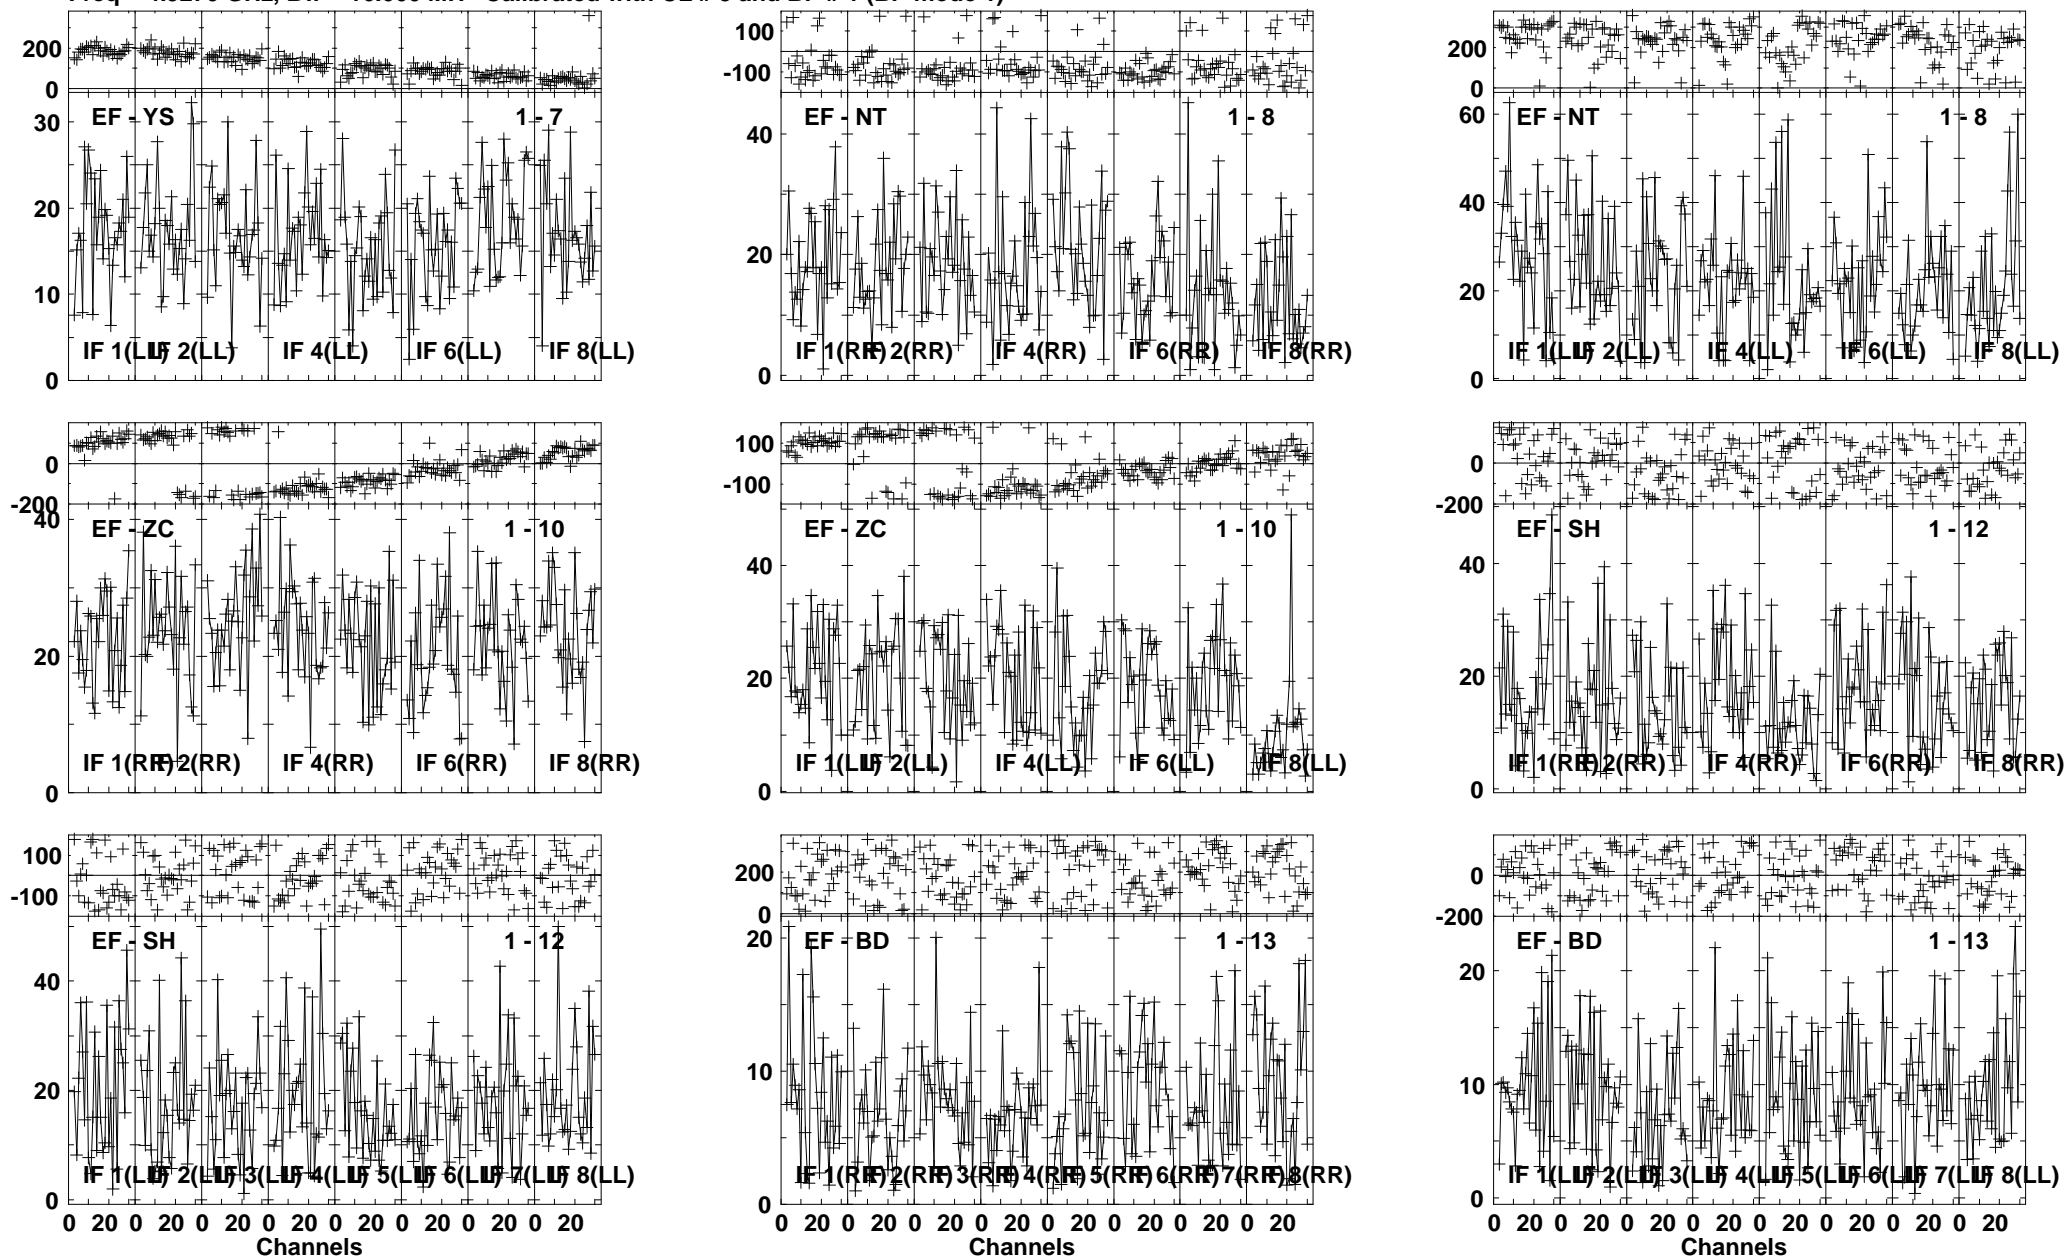 200
0
EF - YS 1 - 7
30
20
10
0
IF 1(LL) IF 2(LL) IF 4(LL) IF 6(LL) IF 8(LL)
100
-100
EF - NT 1 - 8
40
20
0
IF 1(RR) IF 2(RR) IF 4(RR) IF 6(RR) IF 8(RR)
200
0
EF - NT 1 - 8
60
40
20
0
IF 1(LL) IF 2(LL) IF 4(LL) IF 6(LL) IF 8(LL)
0
-200
EF - ZC 1 - 10
40
20
0
IF 1(RR) IF 2(RR) IF 4(RR) IF 6(RR) IF 8(RR)
100
-100
EF - ZC 1 - 10
40
20
0
IF 1(LL) IF 2(LL) IF 4(LL) IF 6(LL) IF 8(LL)
0
-200
EF - SH 1 - 12
40
20
0
IF 1(RR) IF 2(RR) IF 4(RR) IF 6(RR) IF 8(RR)
100
-100
EF - SH 1 - 12
40
20
0
IF 1(LL) IF 2(LL) IF 3(LL) IF 4(LL) IF 5(LL) IF 6(LL) IF 7(LL) IF 8(LL)
0 20 0 20 0 20 0 20 0 20 0 20 0 20 0 20
Channels
200
0
EF - BD 1 - 13
20
10
0
IF 1(RR) IF 2(RR) IF 3(RR) IF 4(RR) IF 5(RR) IF 6(RR) IF 7(RR) IF 8(RR)
0 20 0 20 0 20 0 20 0 20 0 20 0 20 0 20
Channels
0
-200
EF - BD 1 - 13
20
10
0
IF 1(LL) IF 2(LL) IF 3(LL) IF 4(LL) IF 5(LL) IF 6(LL) IF 7(LL) IF 8(LL)
0 20 0 20 0 20 0 20 0 20 0 20 0 20 0 20
Channels